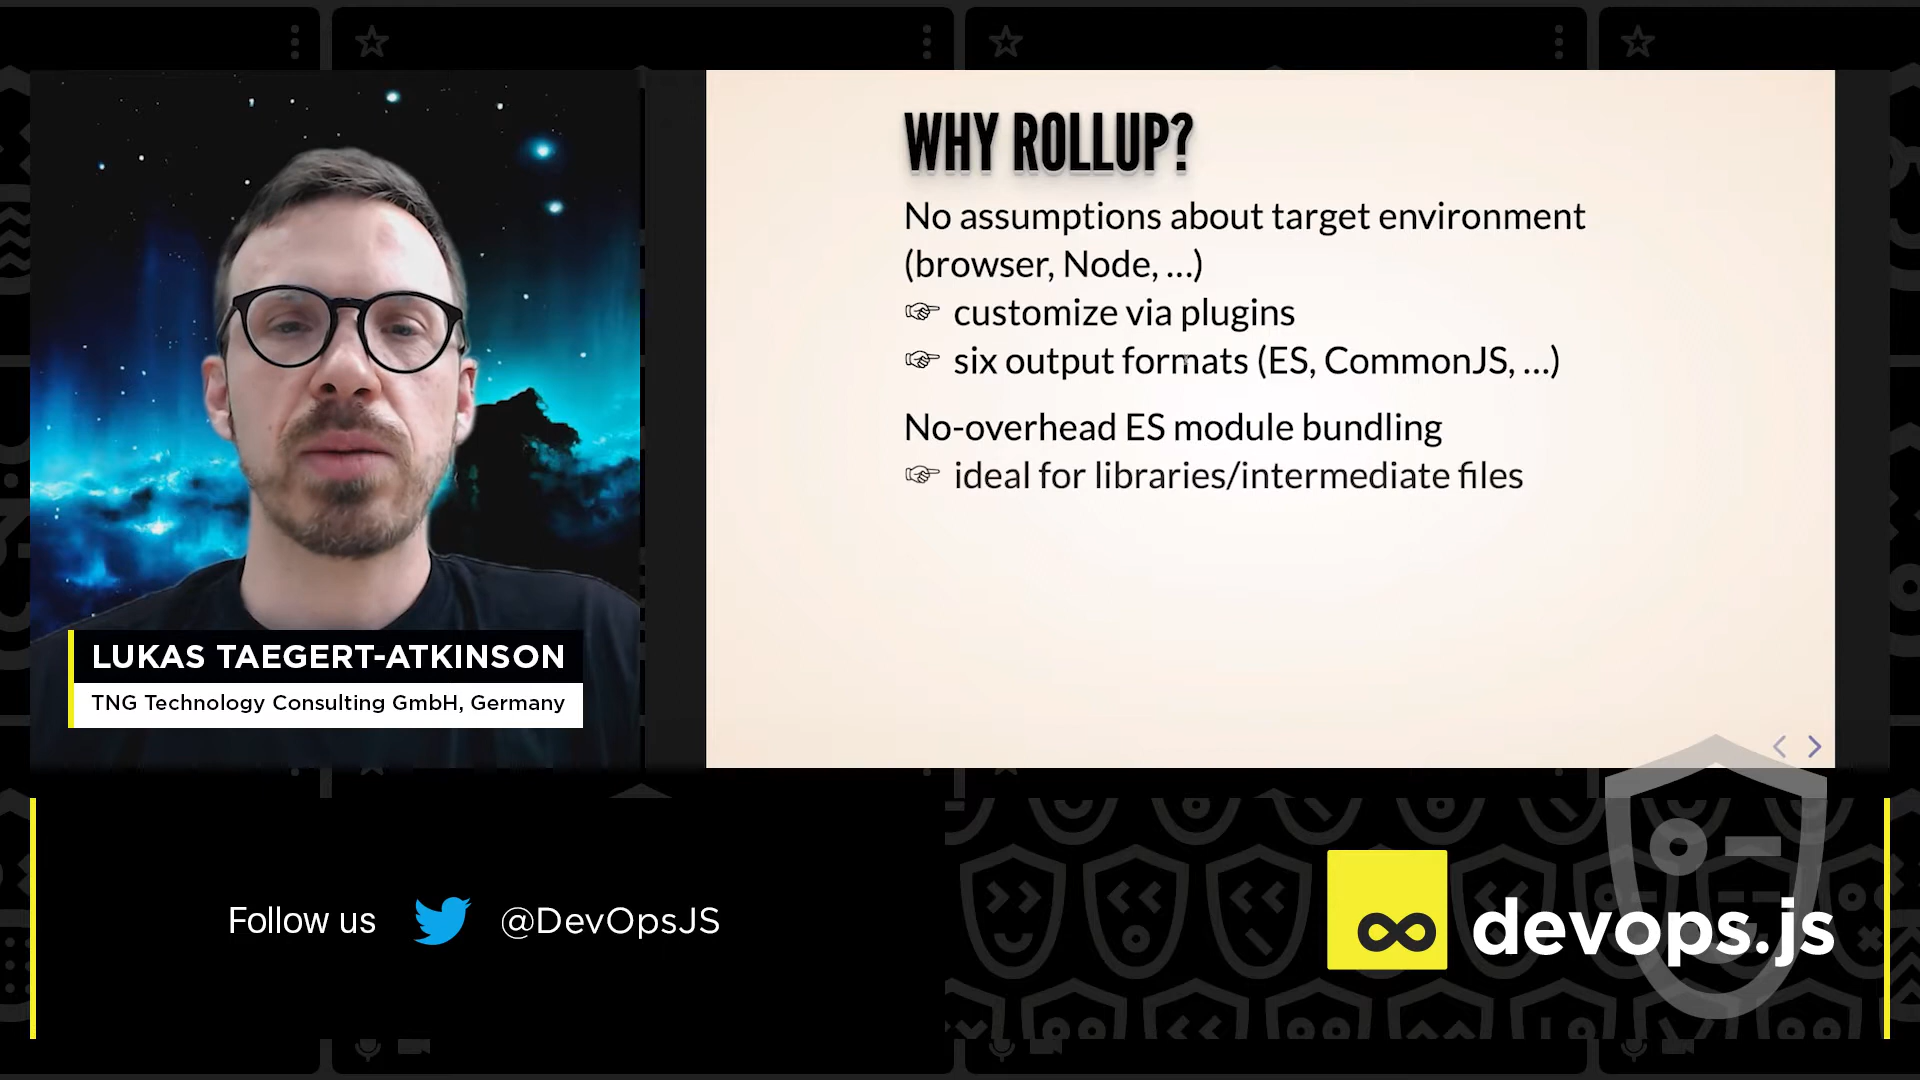 WHY ROLLUP?
No assumptions about target environment
(browser, Node, ...)
☞ customize via plugins
☞ six output formats (ES, CommonJS, ...)
No-overhead ES module bundling
☞ ideal for libraries/intermediate files
LUKAS TAEGERT-ATKINSON
TNG Technology Consulting GmbH, Germany
Follow us @DevOpsJS
devops.js